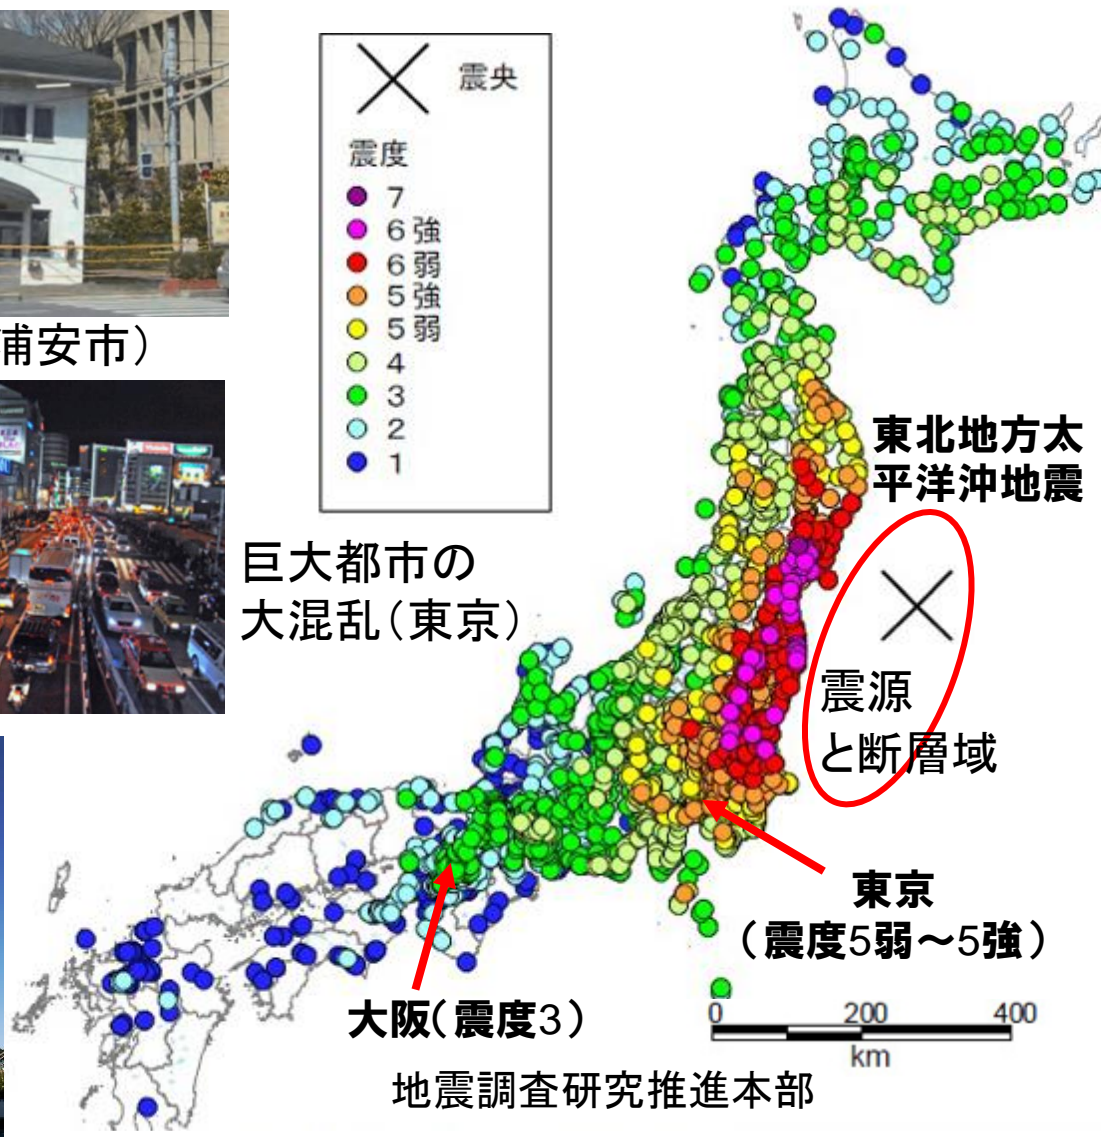 震央
震度
7
6強
6弱
5強
5弱
4
3
2
1
浦安市）
巨大都市の
大混乱（東京）
東北地方太
平洋沖地震
震源
と断層域
東京
（震度5弱～5強）
大阪（震度3）
0 200 400
km
地震調査研究推進本部